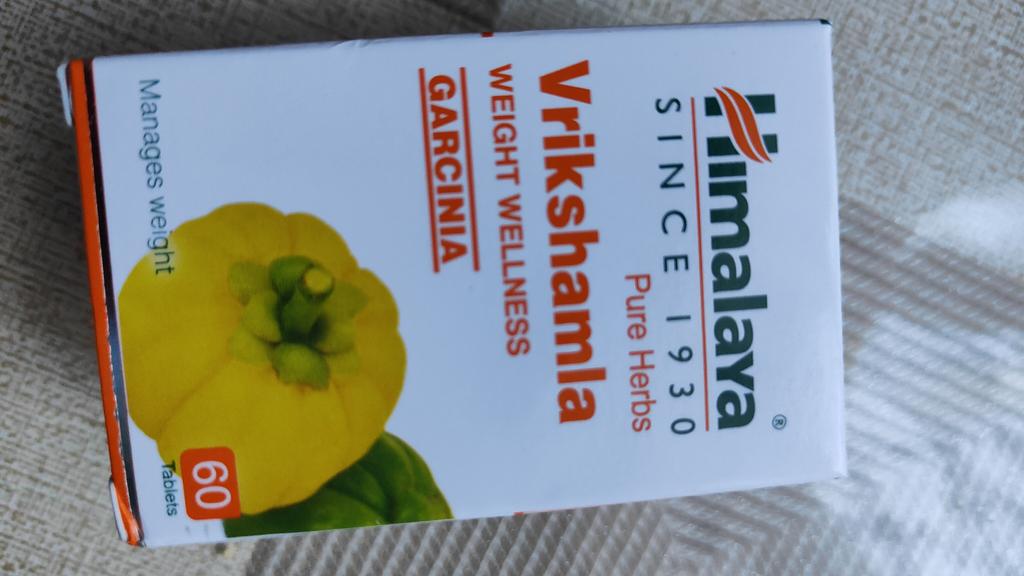 Himalaya®
SINCE 1930
Pure Herbs
Vrikshamla
WEIGHT WELLNESS
GARCINIA
Manages weight
60
Tablets